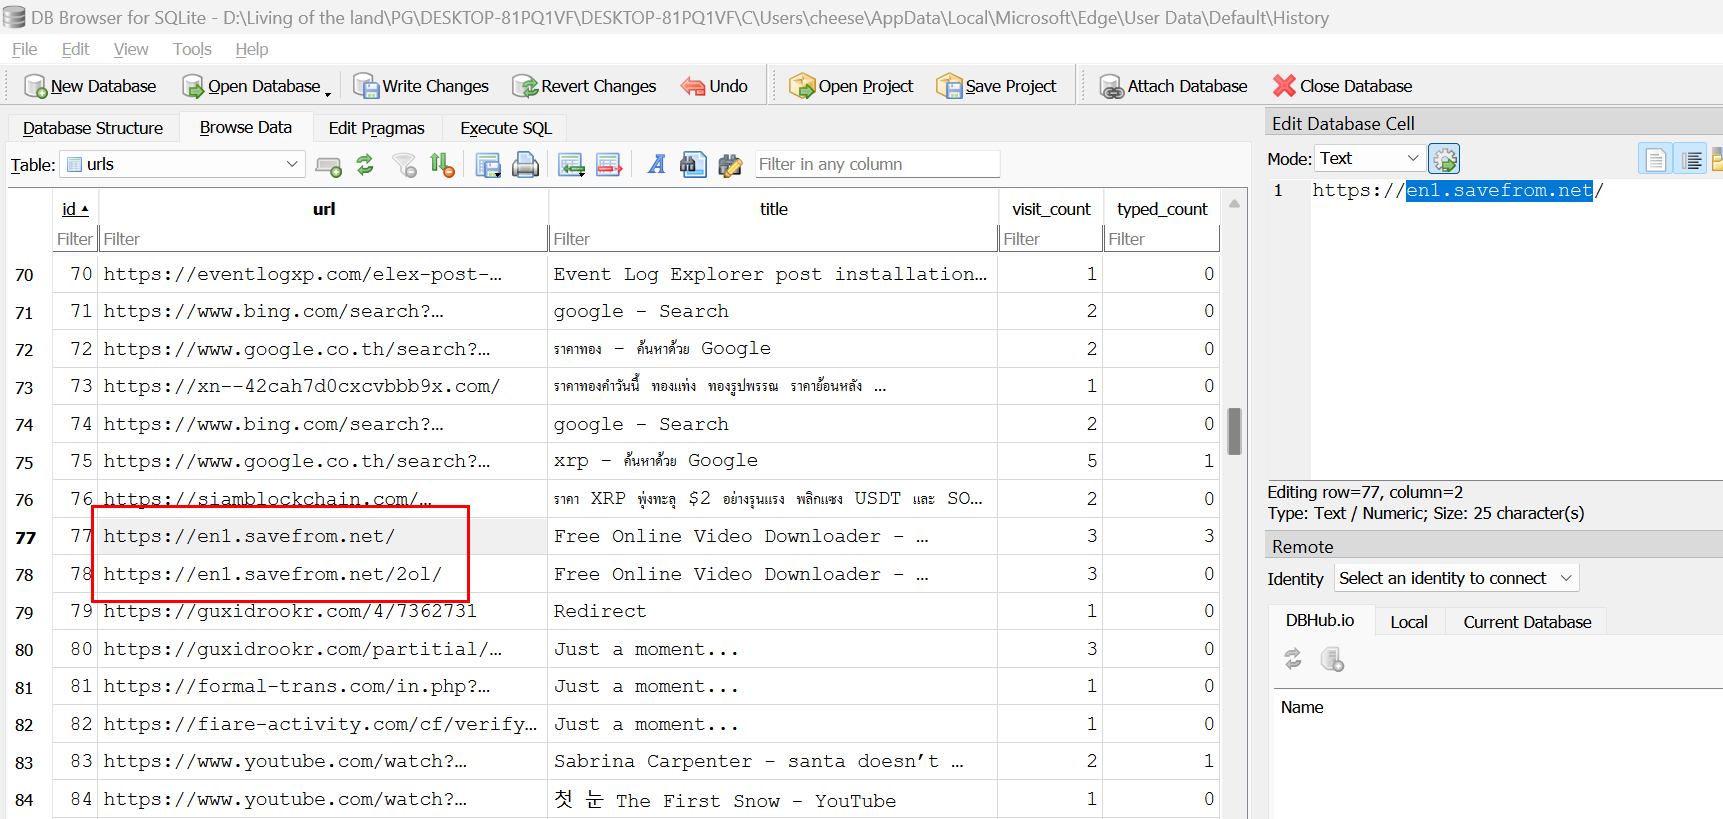 DB Browser for SQLite - D:\Living of the land\PG\DESKTOP-81PQ1VF\DESKTOP-81PQ1VF\C\Users\cheese\AppData\Local\Microsoft\Edge\User Data\Default\History
File Edit View Tools Help
New Database Open Database Write Changes Revert Changes Undo Open Project Save Project Attach Database Close Database
Database Structure Browse Data Edit Pragmas Execute SQL
Table: urls Filter in any column
id url title visit_count typed_count
Filter Filter Filter Filter Filter
70 70 https://eventlogxp.com/elex-post-… Event Log Explorer post installation… 1 0
71 71 https://www.bing.com/search?… google - Search 2 0
72 72 https://www.google.co.th/search?… ราคาทอง - ค้นหาด้วย Google 2 0
73 73 https://xn--42cah7d0cxcvbbb9x.com/ ราคาทองคำวันนี้ ทองแท่ง ทองรูปพรรณ ราคาย้อนหลัง … 1 0
74 74 https://www.bing.com/search?… google - Search 2 0
75 75 https://www.google.co.th/search?… xrp - ค้นหาด้วย Google 5 1
76 76 https://siamblockchain.com/… ราคา XRP พุ่งทะลุ $2 อย่างรุนแรง พลิกแซง USDT และ SO… 2 0
77 77 https://en1.savefrom.net/ Free Online Video Downloader - … 3 3
78 78 https://en1.savefrom.net/2ol/ Free Online Video Downloader - … 3 0
79 79 https://guxidrookr.com/4/7362731 Redirect 1 0
80 80 https://guxidrookr.com/partitial/… Just a moment... 3 0
81 81 https://formal-trans.com/in.php?… Just a moment... 1 0
82 82 https://fiare-activity.com/cf/verify… Just a moment... 1 0
83 83 https://www.youtube.com/watch?… Sabrina Carpenter - santa doesn’t … 2 1
84 84 https://www.youtube.com/watch?… 첫 눈 The First Snow - YouTube 1 0
Edit Database Cell
Mode: Text
1 https://en1.savefrom.net/
Editing row=77, column=2
Type: Text / Numeric; Size: 25 character(s)
Remote
Identity Select an identity to connect
DBHub.io Local Current Database
Name